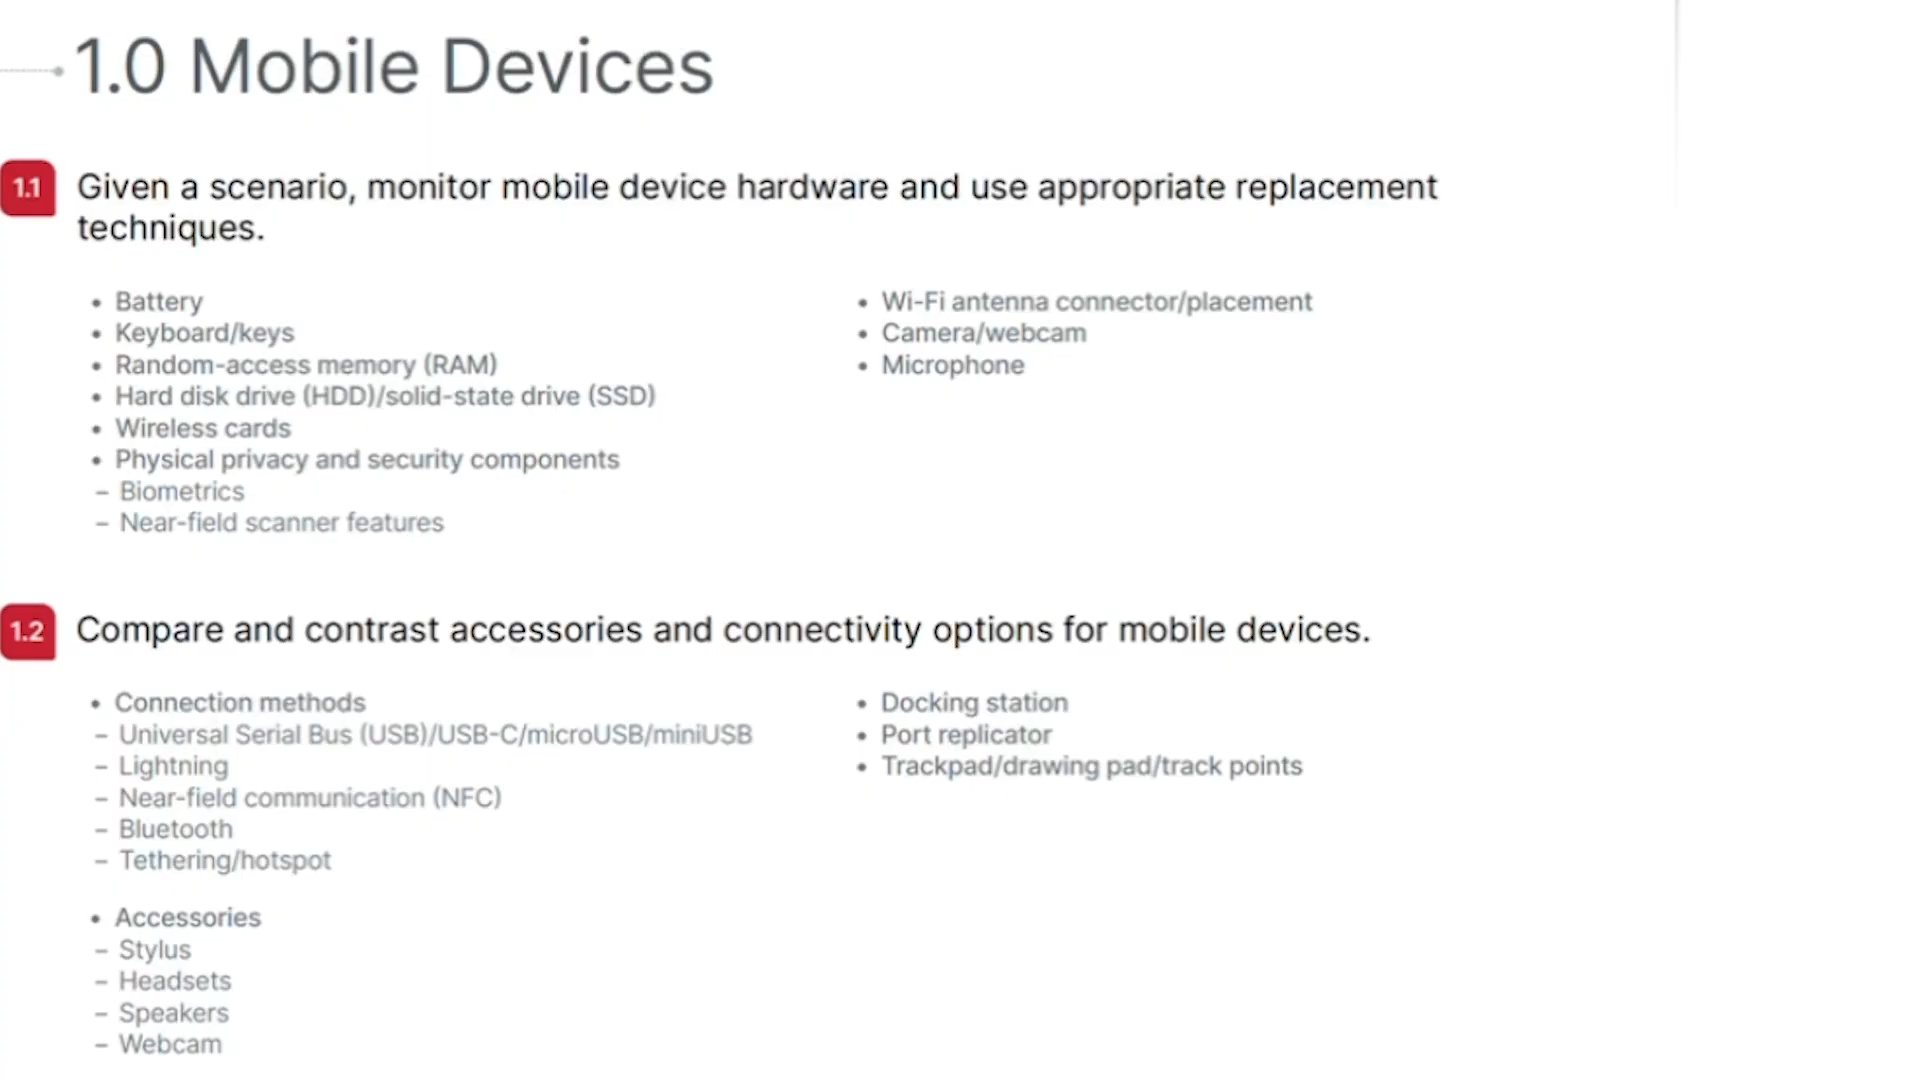 1.0 Mobile Devices
1.1 Given a scenario, monitor mobile device hardware and use appropriate replacement
techniques.
• Battery
• Keyboard/keys
• Random-access memory (RAM)
• Hard disk drive (HDD)/solid-state drive (SSD)
• Wireless cards
• Physical privacy and security components
– Biometrics
– Near-field scanner features
• Wi-Fi antenna connector/placement
• Camera/webcam
• Microphone
1.2 Compare and contrast accessories and connectivity options for mobile devices.
• Connection methods
– Universal Serial Bus (USB)/USB-C/microUSB/miniUSB
– Lightning
– Near-field communication (NFC)
– Bluetooth
– Tethering/hotspot
• Accessories
– Stylus
– Headsets
– Speakers
– Webcam
• Docking station
• Port replicator
• Trackpad/drawing pad/track points